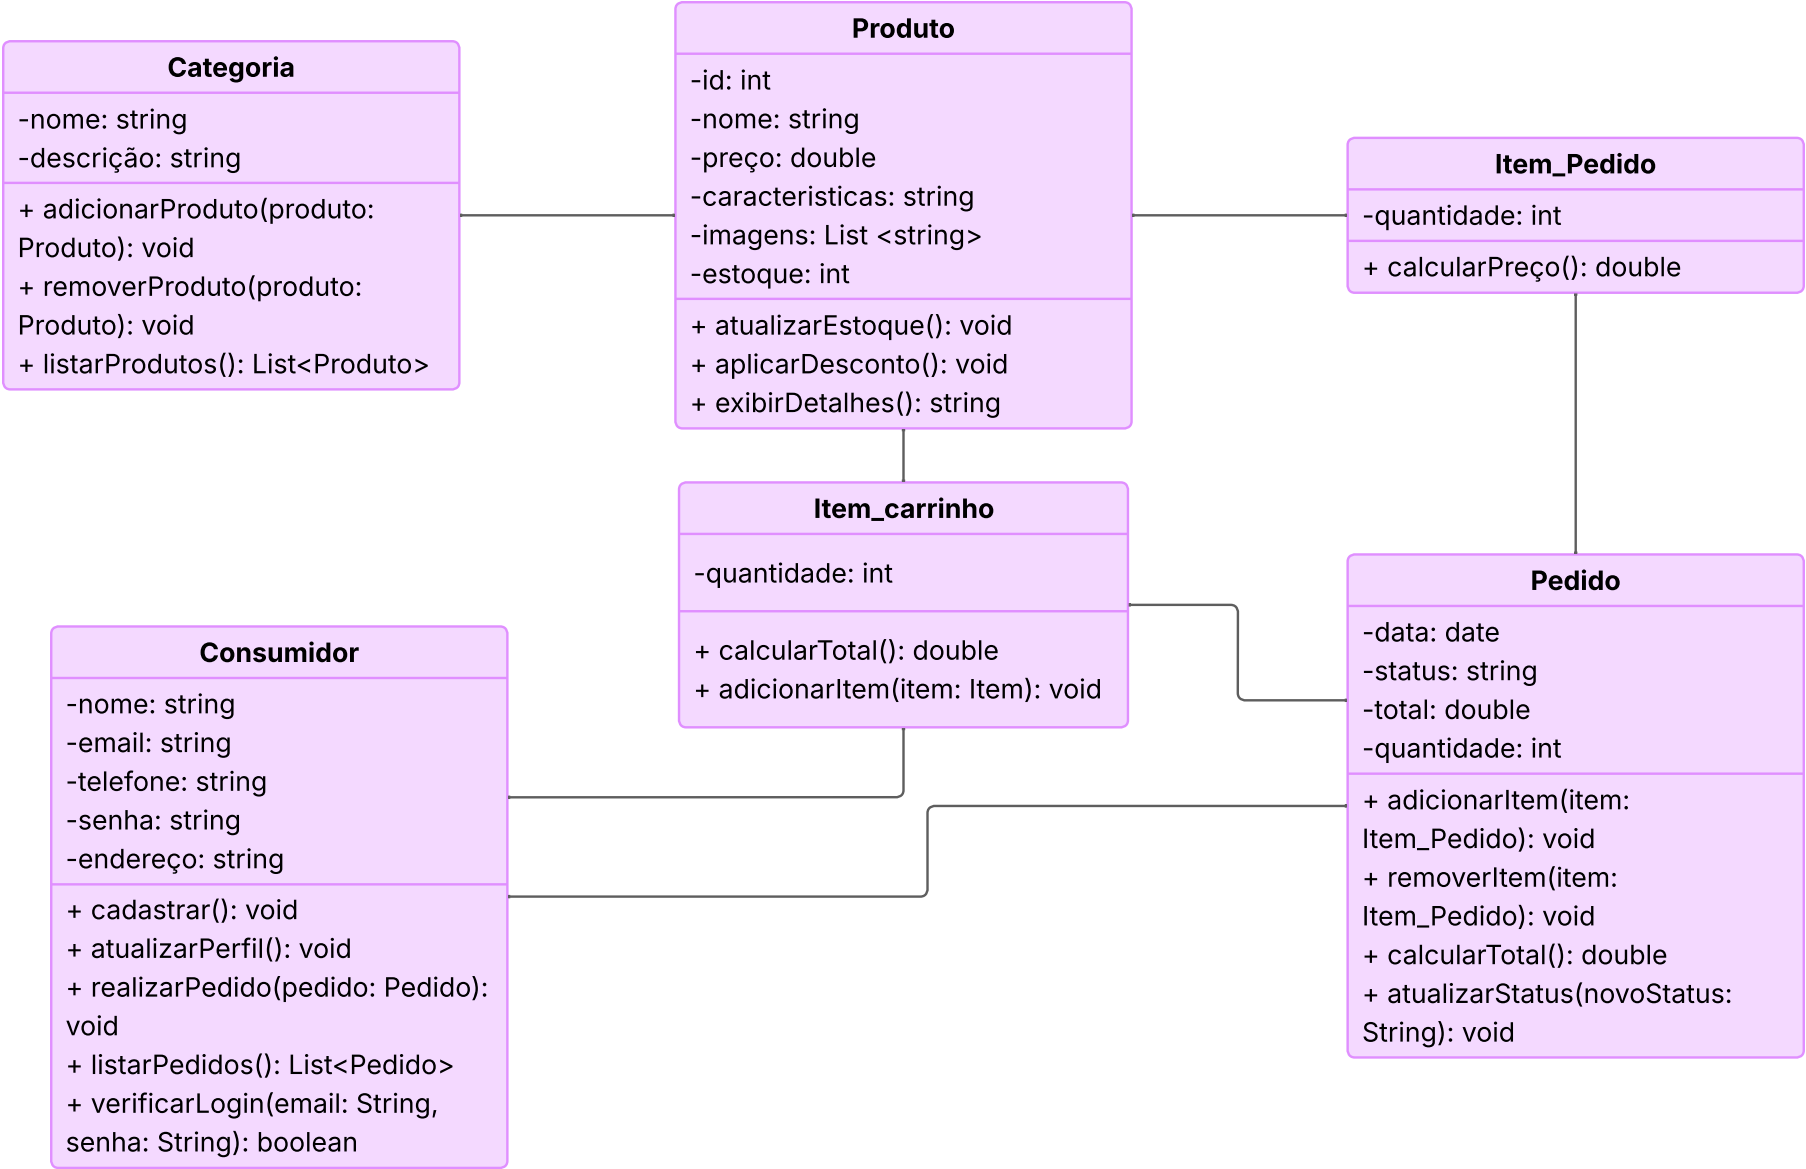 Categoria
-nome: string
-descrição: string
+ adicionarProduto(produto:
Produto): void
+ removerProduto(produto:
Produto): void
+ listarProdutos(): List<Produto>
Produto
-id: int
-nome: string
-preço: double
-caracteristicas: string
-imagens: List <string>
-estoque: int
+ atualizarEstoque(): void
+ aplicarDesconto(): void
+ exibirDetalhes(): string
Item_Pedido
-quantidade: int
+ calcularPreço(): double
Item_carrinho
-quantidade: int
+ calcularTotal(): double
+ adicionarItem(item: Item): void
Consumidor
-nome: string
-email: string
-telefone: string
-senha: string
-endereço: string
+ cadastrar(): void
+ atualizarPerfil(): void
+ realizarPedido(pedido: Pedido):
void
+ listarPedidos(): List<Pedido>
+ verificarLogin(email: String,
senha: String): boolean
Pedido
-data: date
-status: string
-total: double
-quantidade: int
+ adicionarItem(item:
Item_Pedido): void
+ removerItem(item:
Item_Pedido): void
+ calcularTotal(): double
+ atualizarStatus(novoStatus:
String): void